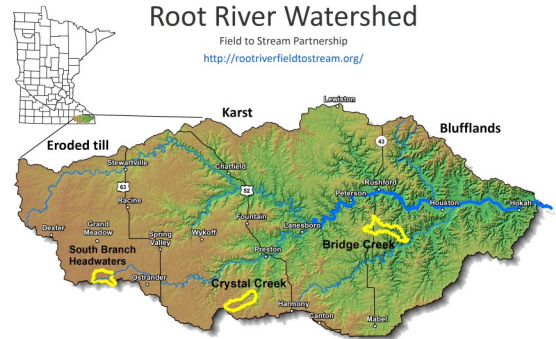 Root River Watershed
Field to Stream Partnership
http://rootriverfieldtostream.org/
Lewiston
Karst
Blufflands
Eroded till
43
Stewartville
Chatfield
Rushford
63
52
Peterson
Racine
Houston
Hokah
Fountain
Dexter
Grand
Meadow
Spring
Valley
Wykoff
Lanesboro
South Branch
Headwaters
Preston
Bridge Creek
Ostrander
Crystal Creek
Harmony
Canton
Mabel